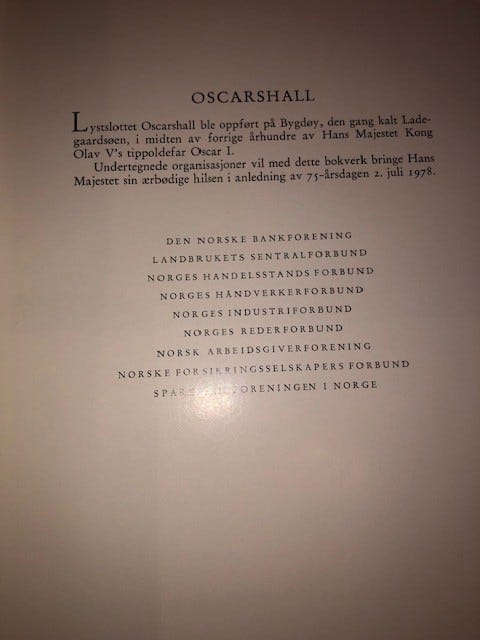 OSCARSHALL
Lystslottet Oscarshall ble oppført på Bygdøy, den gang kalt Lade-
gaardsøen, i midten av forrige århundre av Hans Majestet Kong
Olav V's tippoldefar Oscar I.
Undertegnede organisasjoner vil med dette bokverk bringe Hans
Majestet sin ærbødige hilsen i anledning av 75-årsdagen 2. juli 1978.
DEN NORSKE BANKFORENING
LANDBRUKETS SENTRALFORBUND
NORGES HANDELSSTANDS FORBUND
NORGES HÅNDVERKERFORBUND
NORGES INDUSTRIFORBUND
NORGES REDERFORBUND
NORSK ARBEIDSGIVERFORENING
NORSKE FORSIKRINGSSELSKAPERS FORBUND
I NORGE